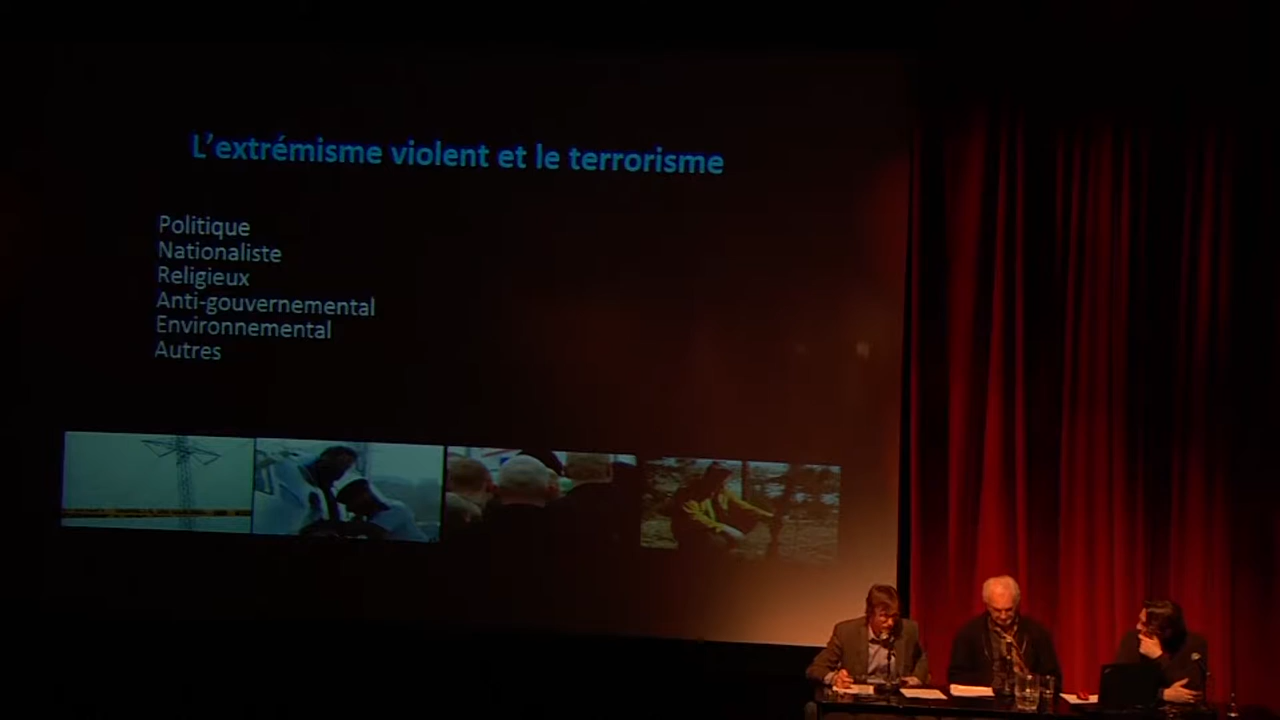 L'extrémisme violent et le terrorisme
Politique
Nationaliste
Religieux
Anti-gouvernemental
Environnemental
Autres